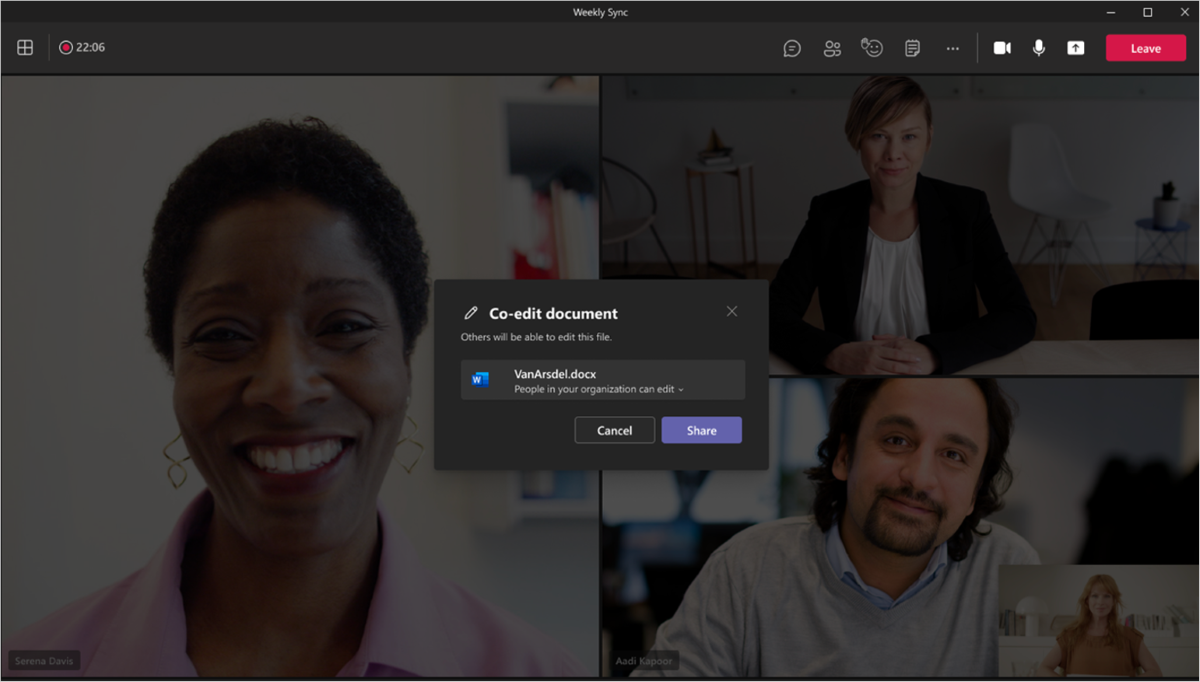 Weekly Sync
22:06
Leave
Co-edit document
Others will be able to edit this file.
W
VanArsdel.docx
People in your organization can edit
Cancel
Share
Serena Davis
Aadi Kapoor